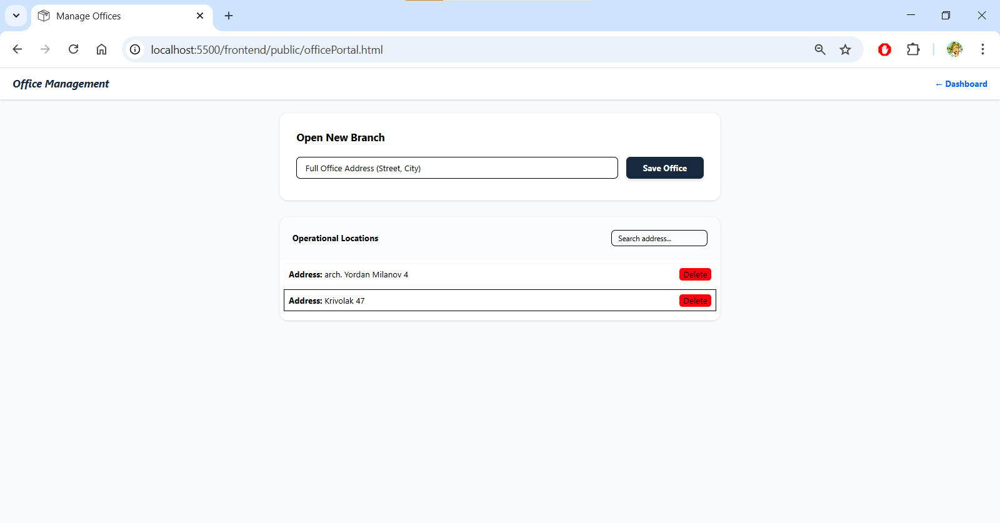 Manage Offices
localhost:5500/frontend/public/officePortal.html
Office Management
← Dashboard
Open New Branch
Full Office Address (Street, City)
Save Office
Operational Locations
Search address...
Address: arch. Yordan Milanov 4
Delete
Address: Krivolak 47
Delete